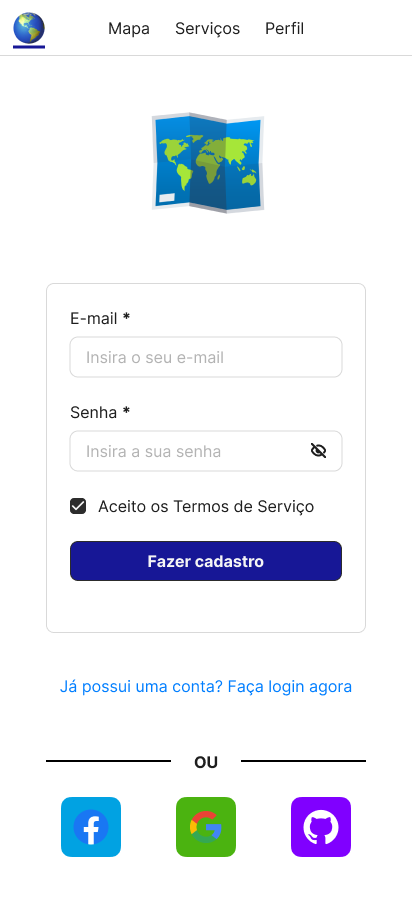 Mapa Serviços Perfil
E-mail *
Insira o seu e-mail
Senha *
Insira a sua senha
Aceito os Termos de Serviço
Fazer cadastro
Já possui uma conta? Faça login agora
OU